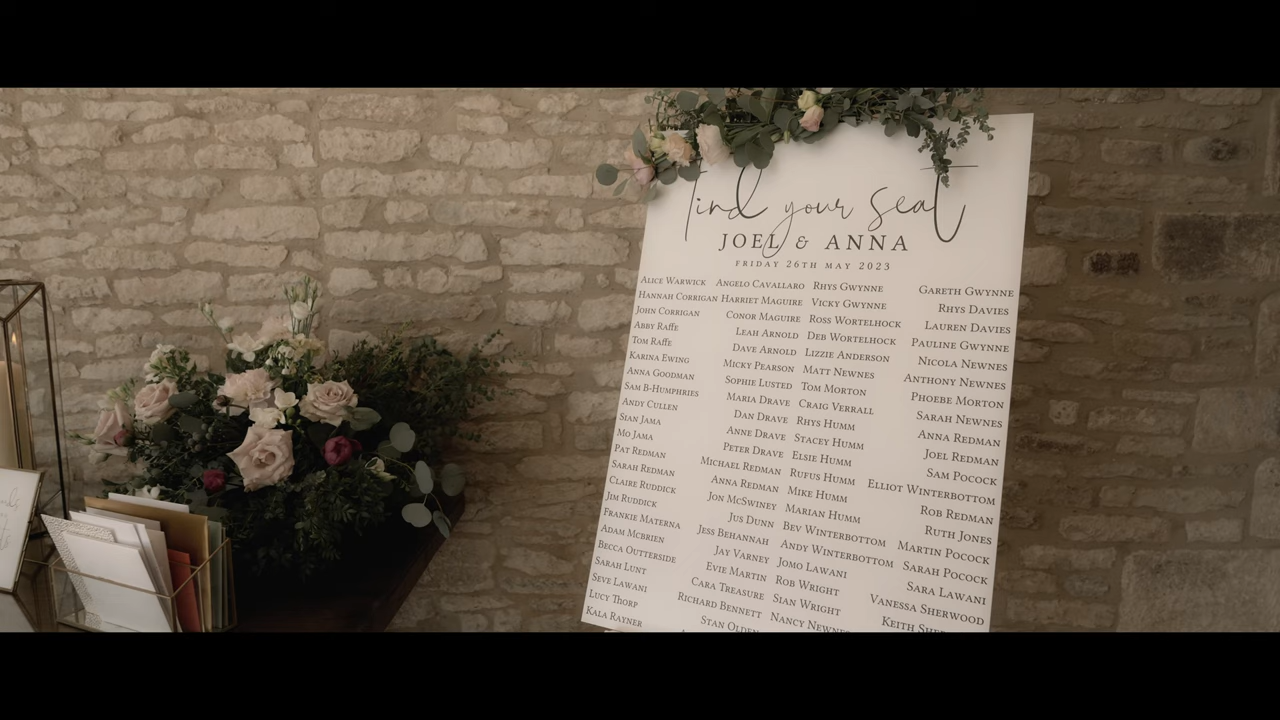 find your seat
JOEL & ANNA
FRIDAY 26TH MAY 2023
ALICE WARWICK
HANNAH CORRIGAN
JOHN CORRIGAN
ABBY RAFFE
TOM RAFFE
KARINA EWING
ANNA GOODMAN
SAM B-HUMPHRIES
ANDY CULLEN
SIAN JAMA
MO JAMA
PAT REDMAN
SARAH REDMAN
CLAIRE RUDDICK
JIM RUDDICK
FRANKIE MATERNA
ADAM MCBRIEN
BECCA OUTTERSIDE
SARAH LUNT
SEVE LAWANI
LUCY THORP
KALA RAYNER
ANGELO CAVALLARO
HARRIET MAGUIRE
CONOR MAGUIRE
LEAH ARNOLD
DAVE ARNOLD
MICKY PEARSON
SOPHIE LUSTED
MARIA DRAVE
DAN DRAVE
ANNE DRAVE
PETER DRAVE
MICHAEL REDMAN
ANNA REDMAN
JON MCSWINEY
JUS DUNN
JESS BEHANNAH
JAY VARNEY
EVIE MARTIN
CARA TREASURE
RICHARD BENNETT
STAN OLDEN
RHYS GWYNNE
VICKY GWYNNE
ROSS WORTELHOCK
DEB WORTELHOCK
LIZZIE ANDERSON
MATT NEWNES
TOM MORTON
CRAIG VERRALL
RHYS HUMM
STACEY HUMM
ELSIE HUMM
RUFUS HUMM
MIKE HUMM
MARIAN HUMM
BEV WINTERBOTTOM
ANDY WINTERBOTTOM
JOMO LAWANI
ROB WRIGHT
SIAN WRIGHT
NANCY NEWNES
GARETH GWYNNE
RHYS DAVIES
LAUREN DAVIES
PAULINE GWYNNE
NICOLA NEWNES
ANTHONY NEWNES
PHOEBE MORTON
SARAH NEWNES
ANNA REDMAN
JOEL REDMAN
SAM POCOCK
ELLIOT WINTERBOTTOM
ROB REDMAN
RUTH JONES
MARTIN POCOCK
SARAH POCOCK
SARA LAWANI
VANESSA SHERWOOD
KEITH